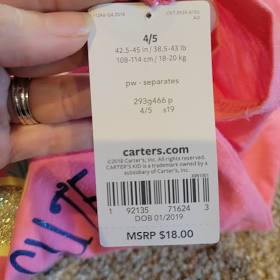 4/5
42.5-45 in / 38.5-43 lb
108-114 cm / 18-20 kg
pw - separates
293g466 p
4/5 s19
carters.com
©2018 Carter's, Inc. All rights reserved.
CARTER'S KID is a trademark owned by a
subsidiary of Carter's, Inc.
1 92135 71624 3
DOB 01/2019
MSRP $18.00
CUTE